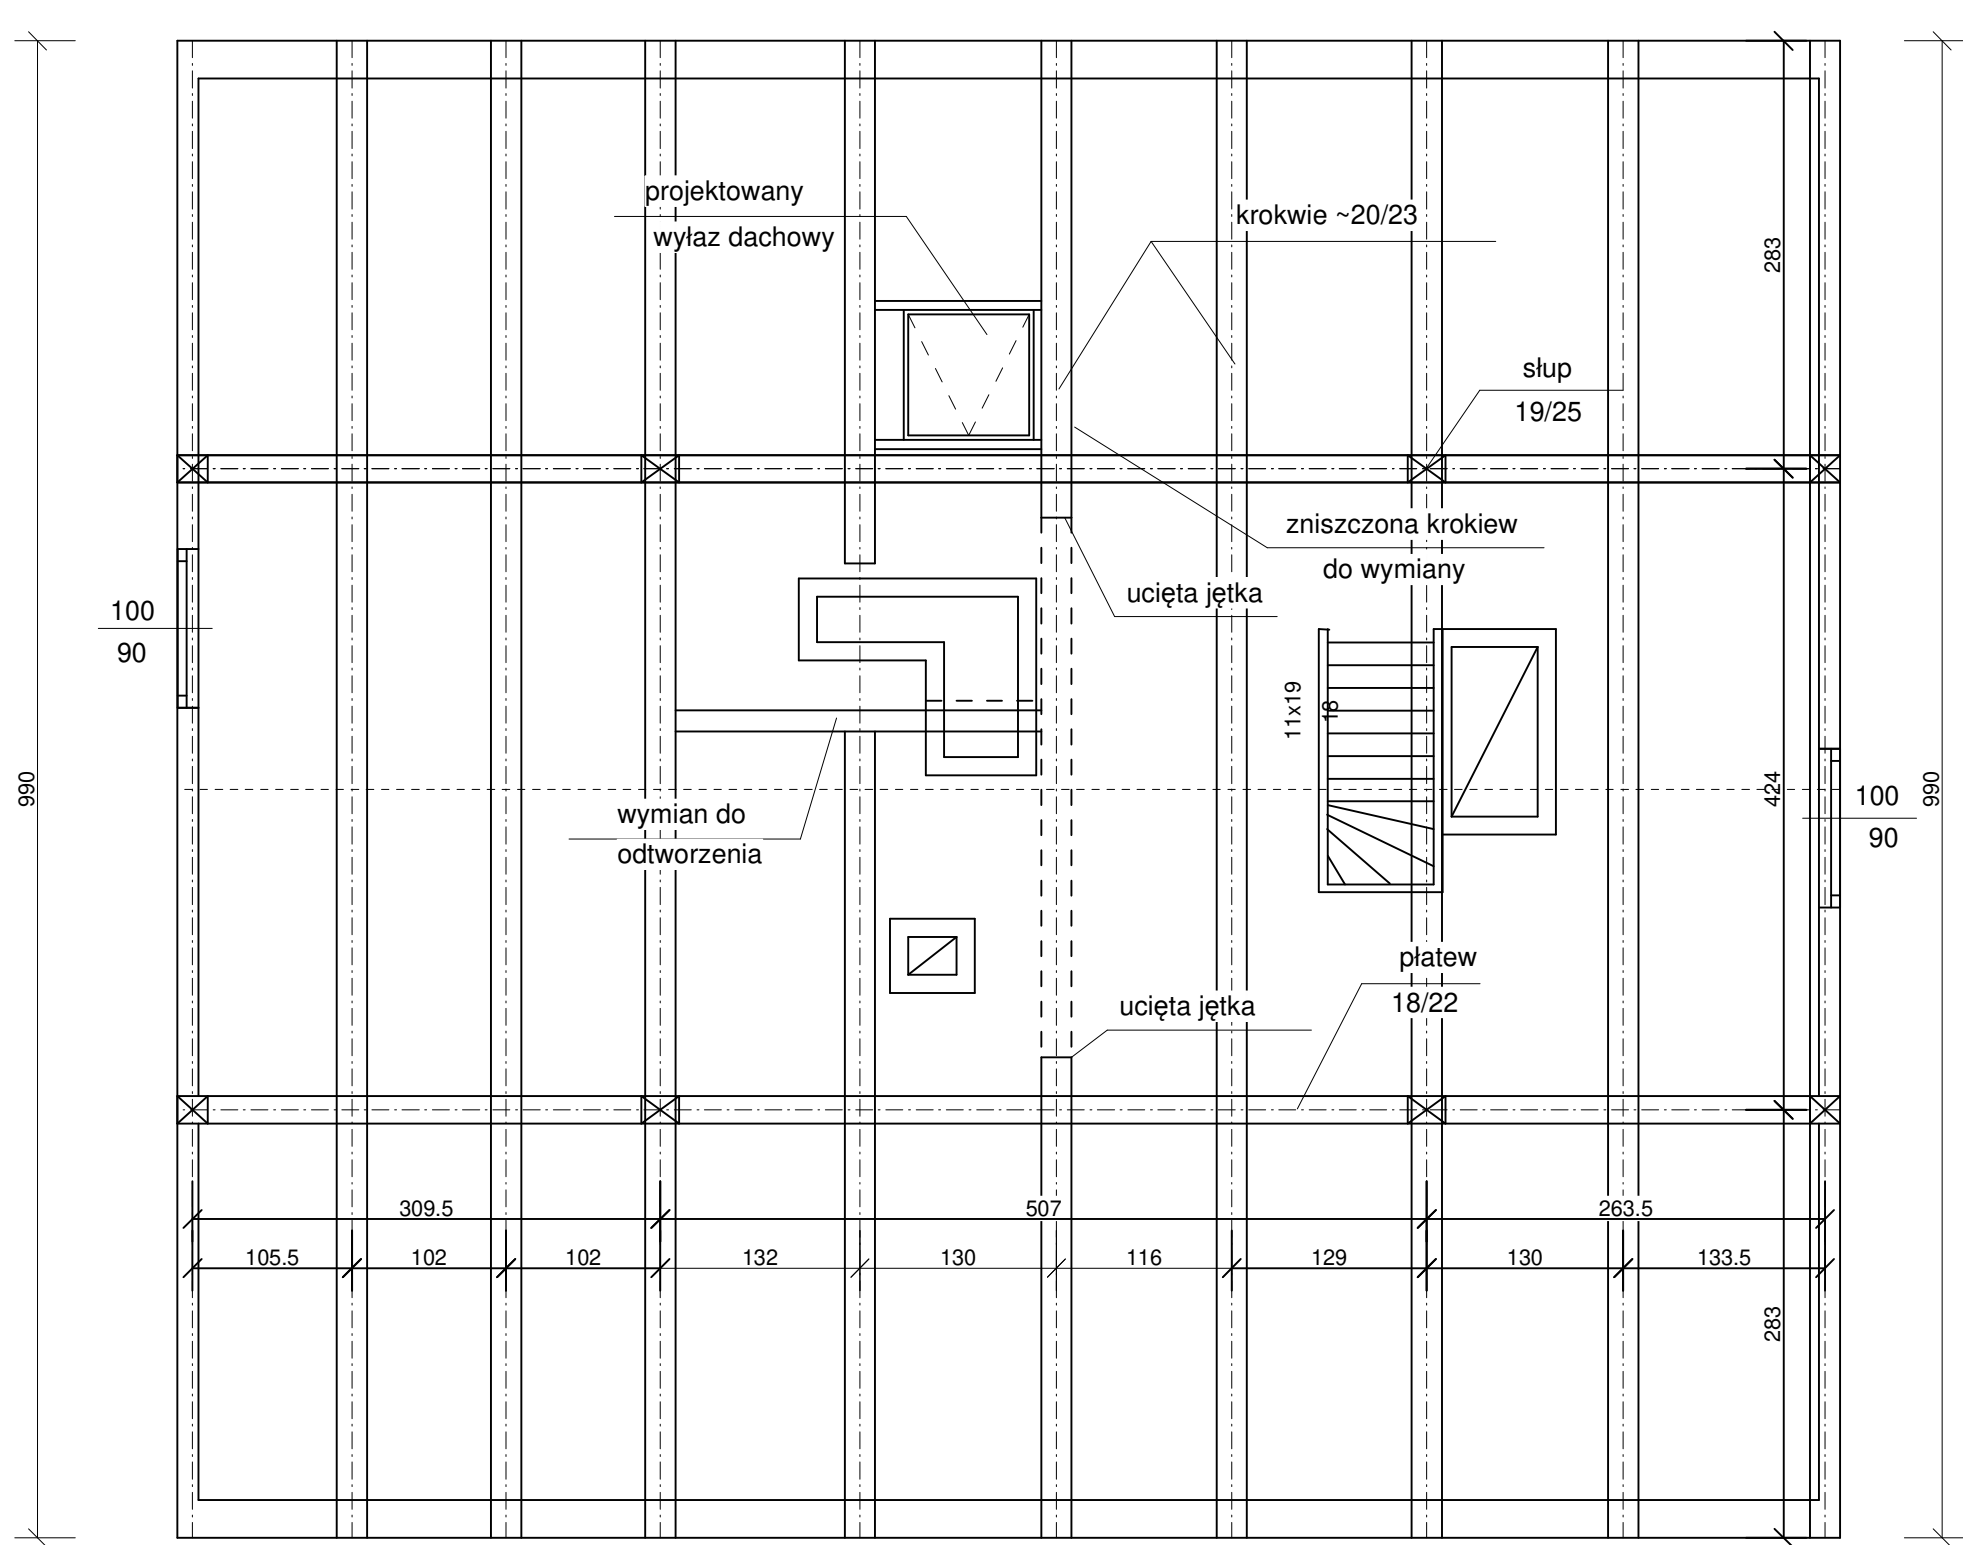 projektowany
wyłaz dachowy
krokwie ~20/23
283
słup
19/25
zniszczona krokiew
do wymiany
ucięta jętka
100
90
11x19
18
990
424
990
100
90
wymian do
odtworzenia
płatew
18/22
ucięta jętka
309.5
507
263.5
105.5
102
102
132
130
116
129
130
133.5
283